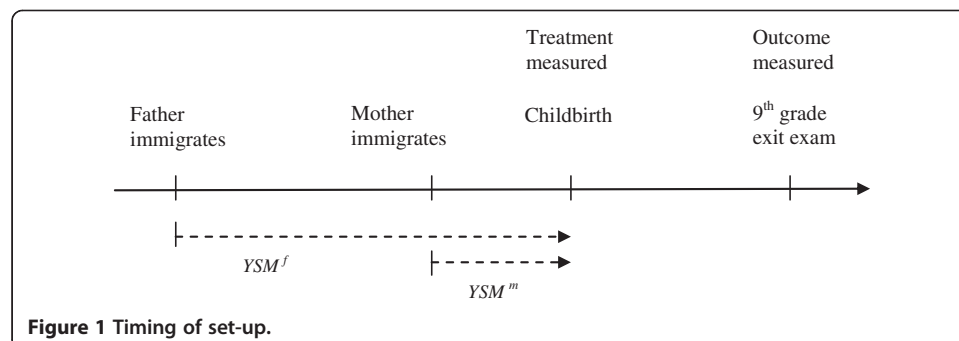 Treatment
measured
Outcome
measured
Father
immigrates
Mother
immigrates
Childbirth
9th grade
exit exam
YSM f
YSM m
Figure 1 Timing of set-up.